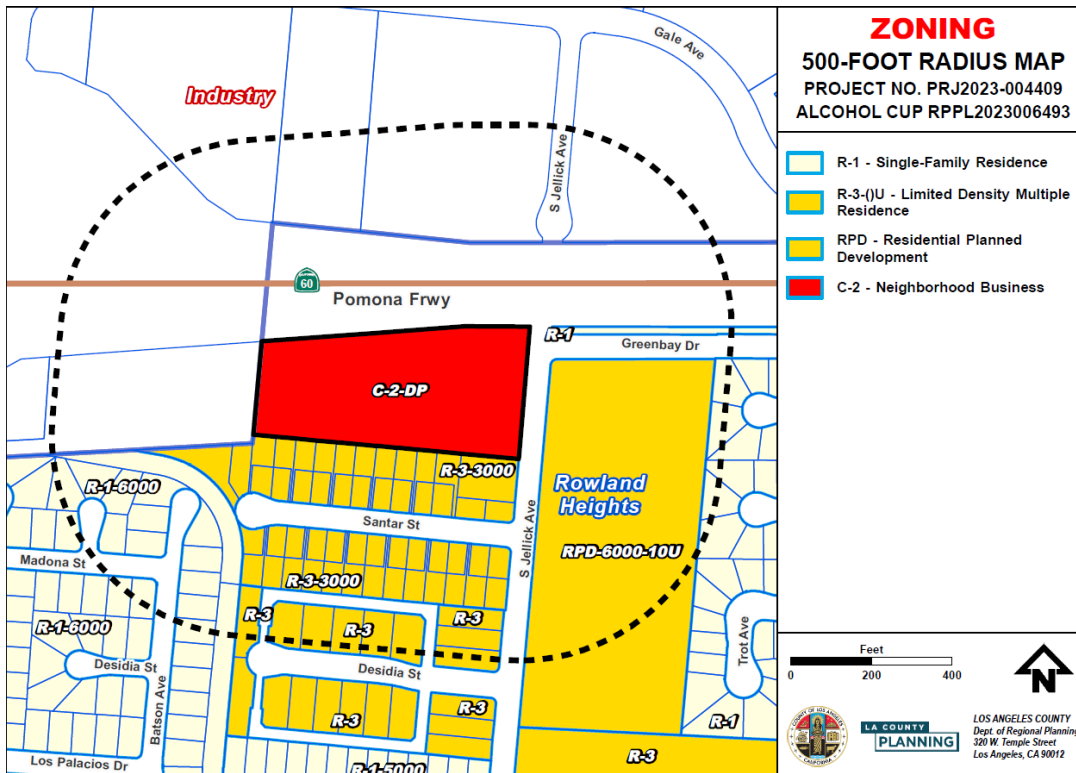 ZONING
500-FOOT RADIUS MAP
PROJECT NO. PRJ2023-004409
ALCOHOL CUP RPPL2023006493
R-1 - Single-Family Residence
R-3-()U - Limited Density Multiple
Residence
RPD - Residential Planned
Development
C-2 - Neighborhood Business
Gale Ave
Industry
S Jellick Ave
60
Pomona Frwy
R-1
Greenbay Dr
C-2-DP
R-3-3000
Rowland
Heights
R-1-6000
Santar St
S Jellick Ave
RPD-6000-10U
Madona St
R-3-3000
R-3
R-3
R-3
R-1-6000
Trot Ave
Desidia St
Desidia St
Batson Ave
R-3
R-3
R-1
R-3
Los Palacios Dr
R-1-5000
Feet
0 200 400
N
LA COUNTY
PLANNING
LOS ANGELES COUNTY
Dept. of Regional Planning
320 W. Temple Street
Los Angeles, CA 90012